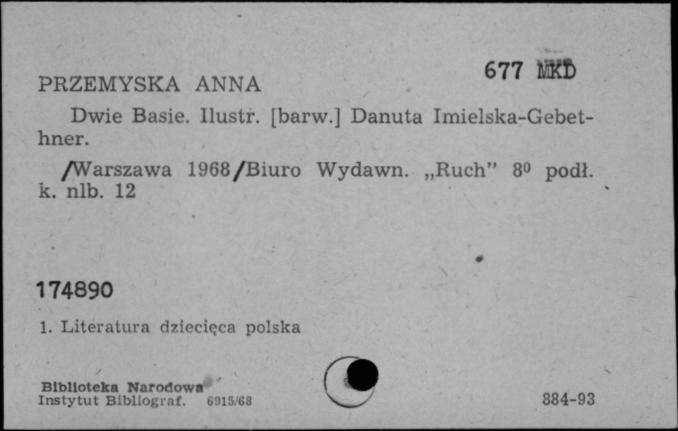 677 MKD
PRZEMYSKA ANNA
Dwie Basie. Ilustr. [barw.] Danuta Imielska-Gebet-
hner.
/Warszawa 1968/Biuro Wydawn. „Ruch” 8⁰ podł.
k. nlb. 12
174890
1. Literatura dziecięca polska
Biblioteka Narodowa
Instytut Bibliograf. 6915/68
884-93